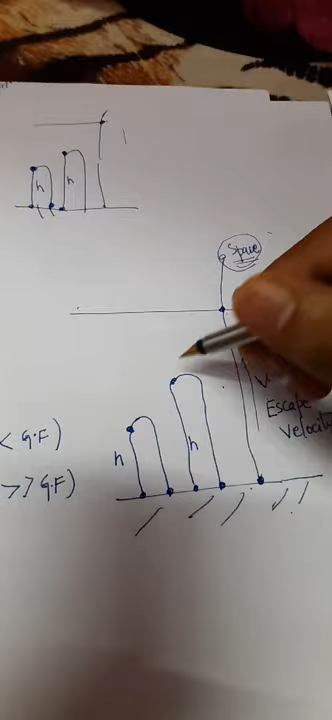 h h
Space
< G.F)
>> G.F)
h h
V
Escape
Velocity